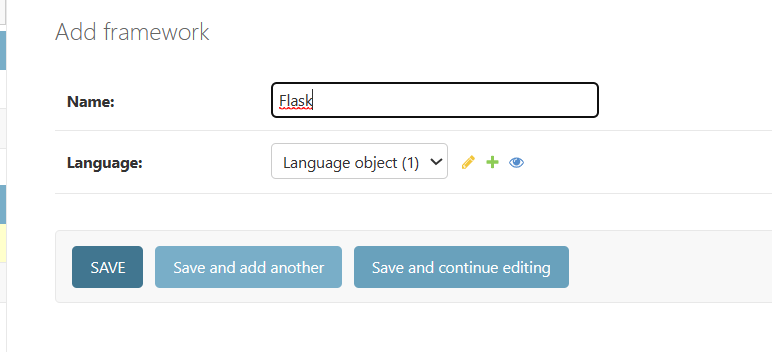 Add framework
Name:
Flask
Language:
Language object (1)
SAVE
Save and add another
Save and continue editing